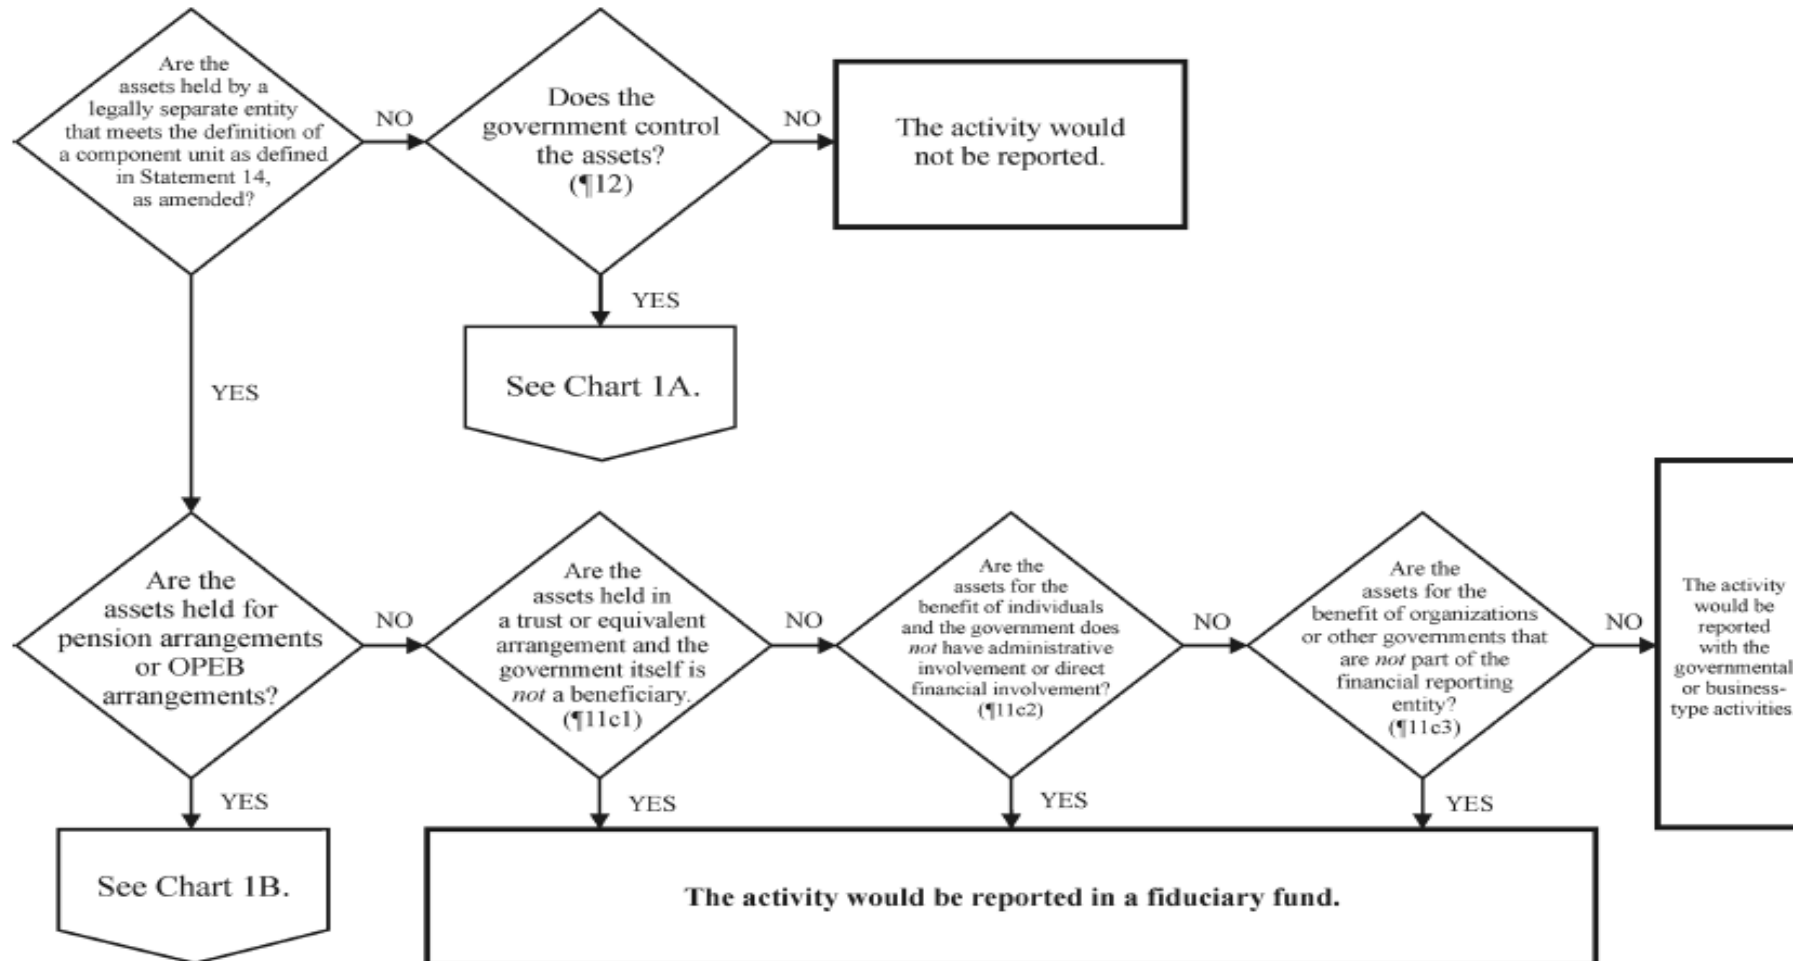 Are the
assets held by a
legally separate entity
that meets the definition of
a component unit as defined
in Statement 14,
as amended?
NO
Does the
government control
the assets?
(¶12)
NO
The activity would
not be reported.
YES
See Chart 1A.
YES
Are the
assets held for
pension arrangements
or OPEB
arrangements?
NO
Are the
assets held in
a trust or equivalent
arrangement and the
government itself is
not a beneficiary.
(¶11c1)
NO
Are the
assets for the
benefit of individuals
and the government does
not have administrative
involvement or direct
financial involvement?
(¶11c2)
NO
Are the
assets for the
benefit of organizations
or other governments that
are not part of the
financial reporting
entity?
(¶11c3)
NO
The activity
would be
reported
with the
governmental
or business-
type activities.
YES
YES
YES
YES
See Chart 1B.
The activity would be reported in a fiduciary fund.